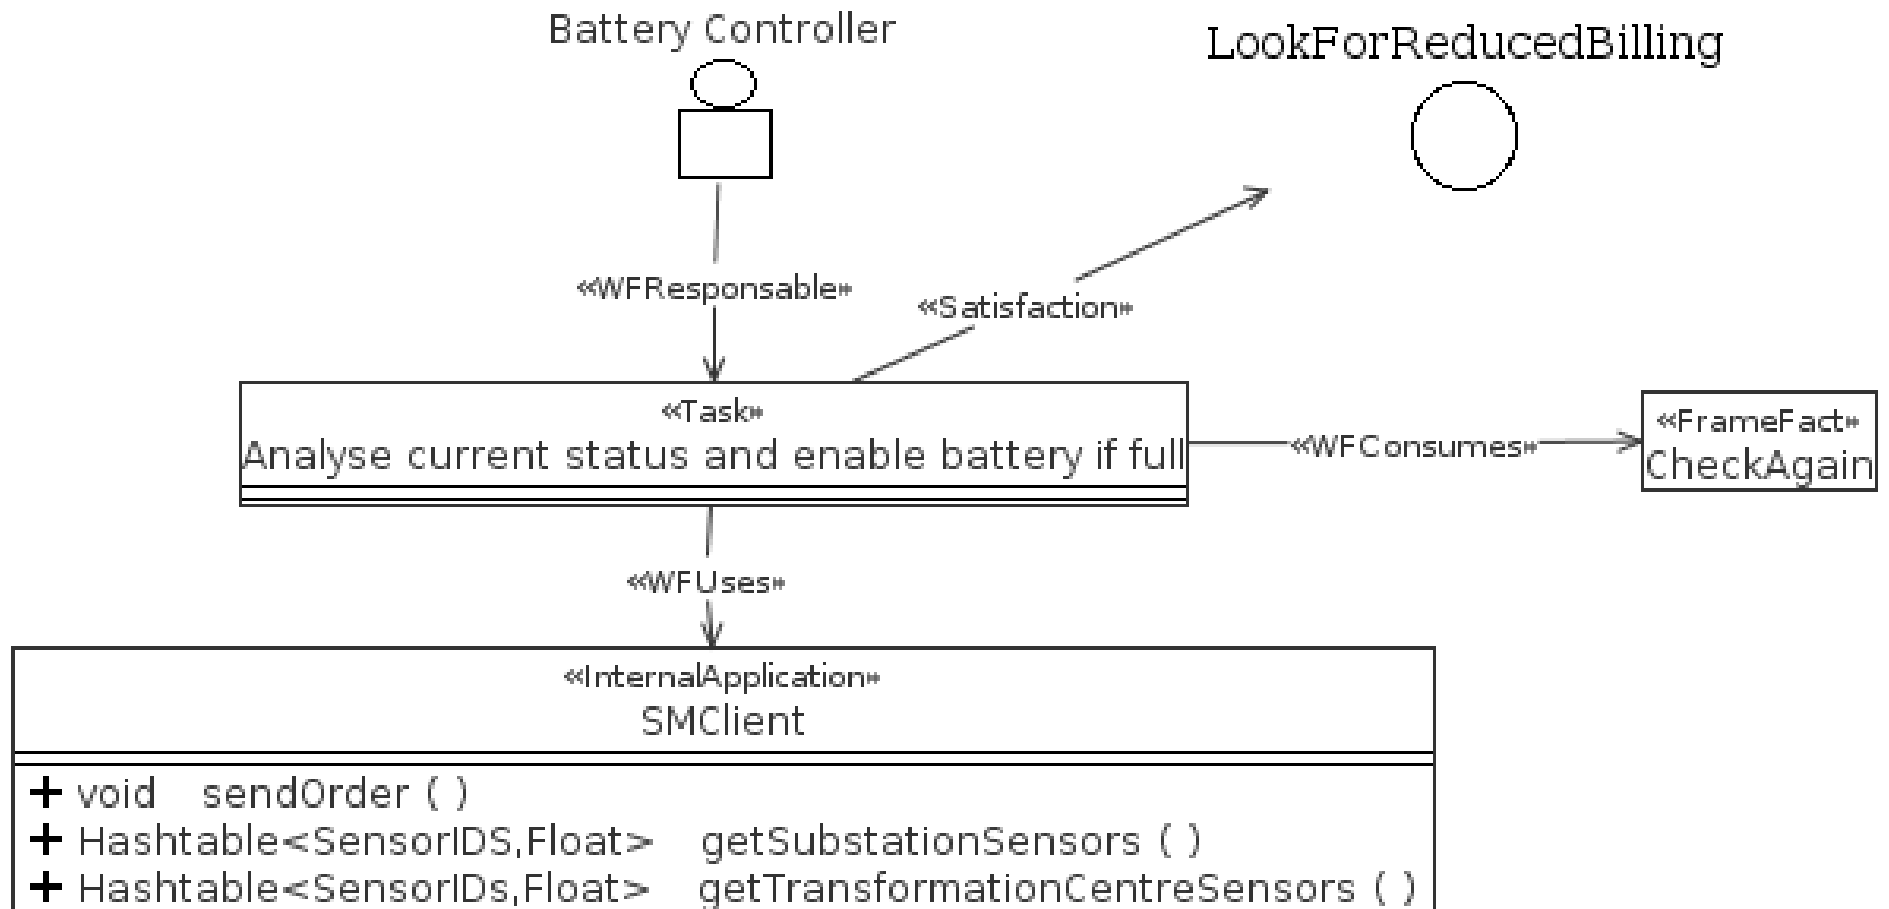 Battery Controller
LookForReducedBilling
«WFResponsable»
«Satisfaction»
«Task»
Analyse current status and enable battery if full
«WFConsumes»
«FrameFact»
CheckAgain
«WFUses»
«InternalApplication»
SMClient
+ void sendOrder ( )
+ Hashtable<SensorIDS,Float> getSubstationSensors ( )
+ Hashtable<SensorIDs,Float> getTransformationCentreSensors ( )